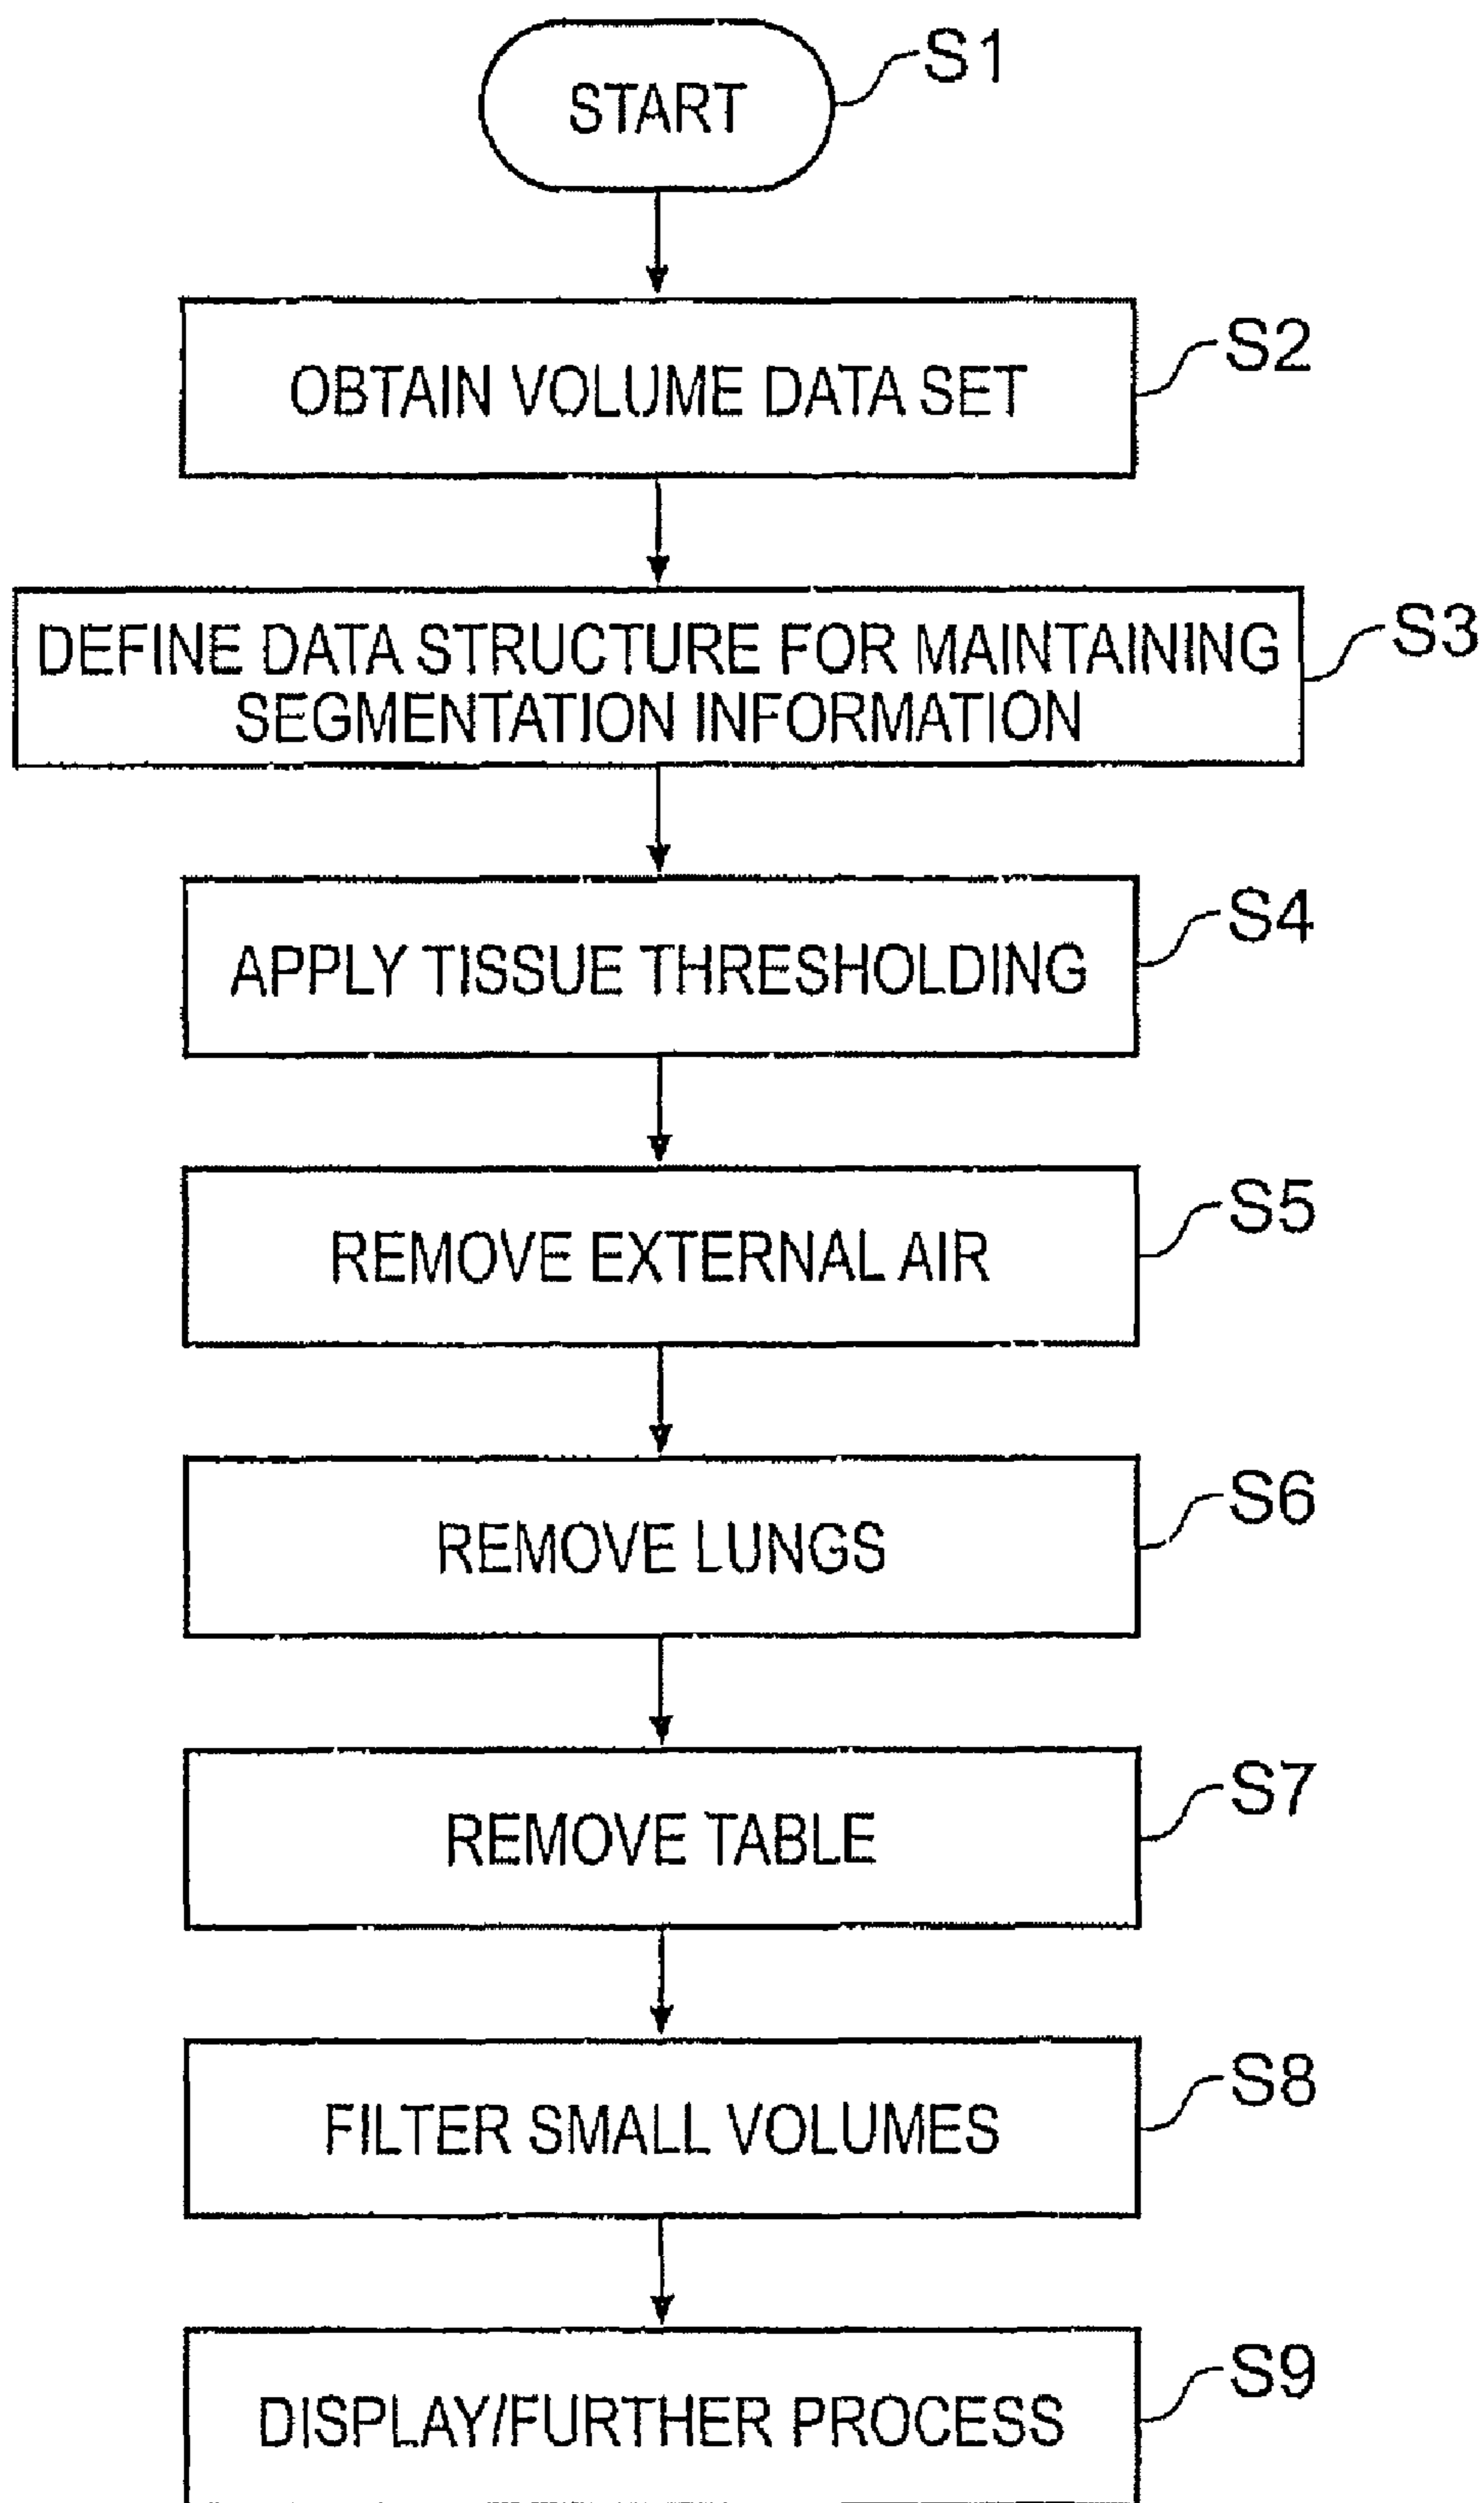 START
S1
OBTAIN VOLUME DATA SET
S2
DEFINE DATA STRUCTURE FOR MAINTAINING
SEGMENTATION INFORMATION
S3
APPLY TISSUE THRESHOLDING
S4
REMOVE EXTERNAL AIR
S5
REMOVE LUNGS
S6
REMOVE TABLE
S7
FILTER SMALL VOLUMES
S8
DISPLAY/FURTHER PROCESS
S9